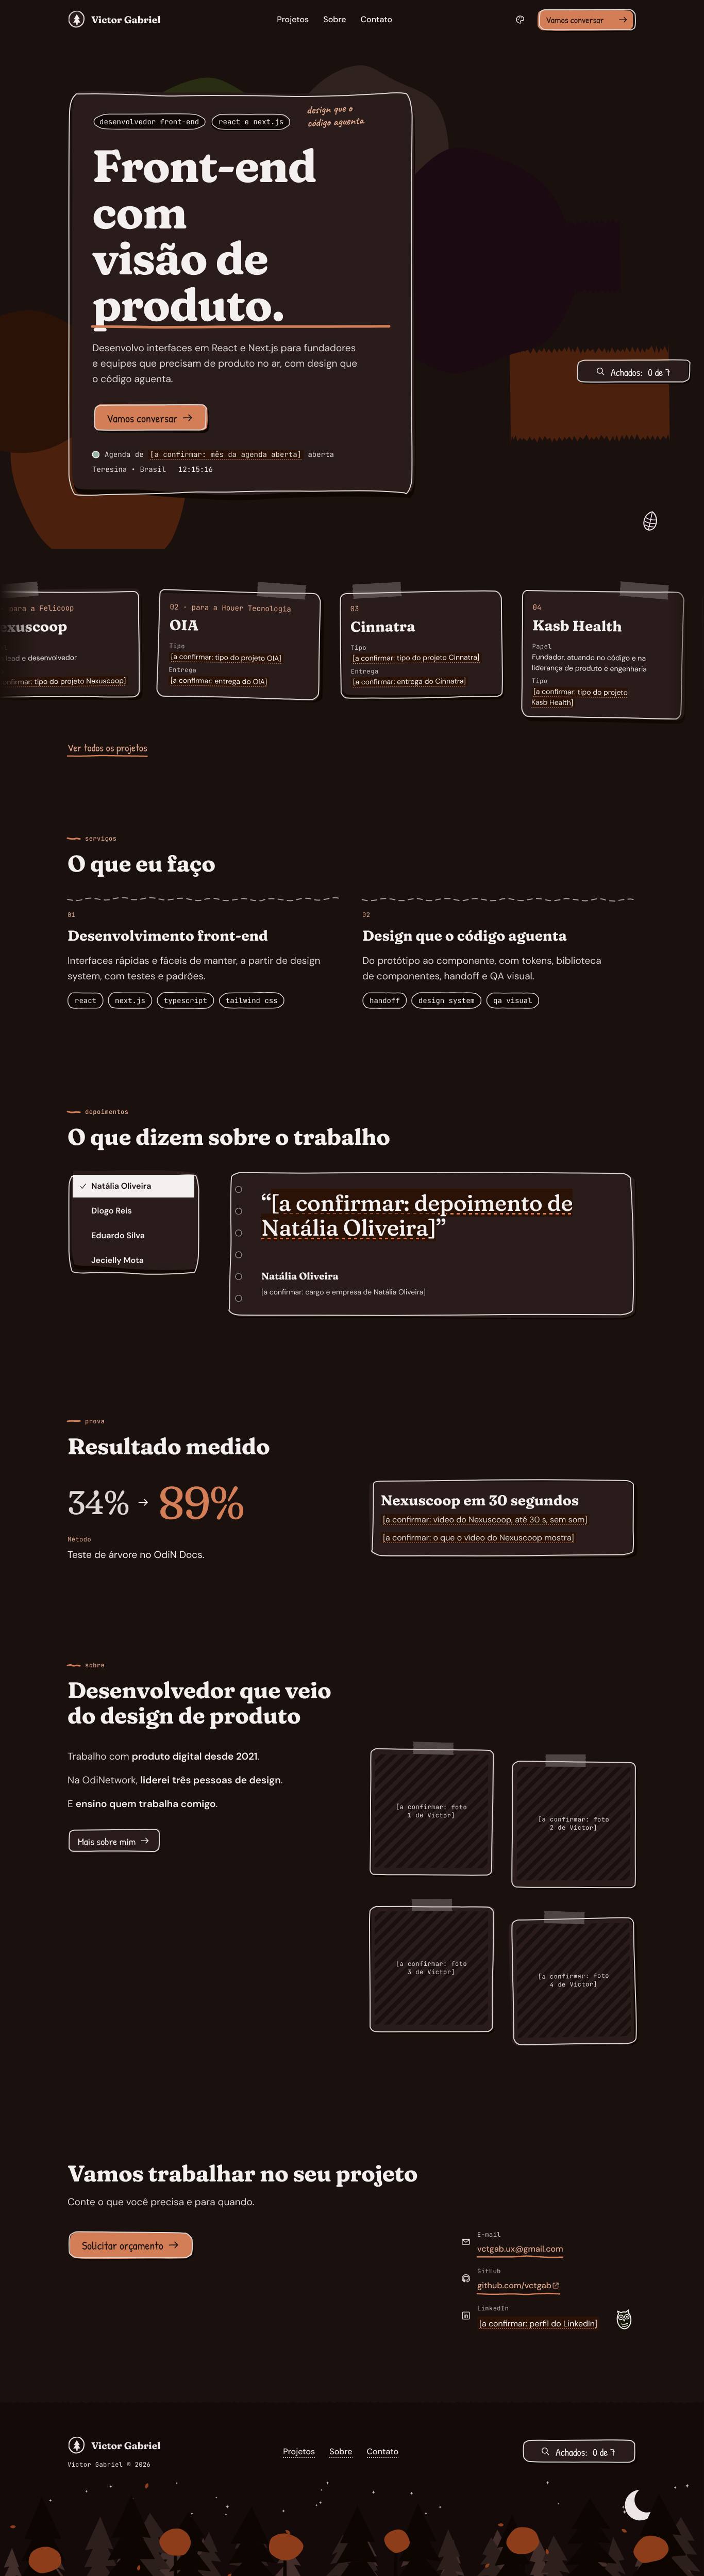 Victor Gabriel
Projetos Sobre Contato
Vamos conversar
desenvolvedor front-end
react e next.js
design que o
código aguenta
Front-end
com
visão de
produto.
Desenvolvo interfaces em React e Next.js para fundadores
e equipes que precisam de produto no ar, com design que
o código aguenta.
Vamos conversar
Agenda de [a confirmar: mês da agenda aberta] aberta
Teresina • Brasil 12:15:16
Achados: 0 de 7
para a Felicoop
exuscoop
lead e desenvolvedor
onfirmar: tipo do projeto Nexuscoop]
02 · para a Houer Tecnologia
OIA
Tipo
[a confirmar: tipo do projeto OIA]
Entrega
[a confirmar: entrega do OIA]
03
Cinnatra
Tipo
[a confirmar: tipo do projeto Cinnatra]
Entrega
[a confirmar: entrega do Cinnatra]
04
Kasb Health
Papel
Fundador, atuando no código e na
liderança de produto e engenharia
Tipo
[a confirmar: tipo do projeto
Kasb Health]
Ver todos os projetos
serviços
O que eu faço
01
Desenvolvimento front-end
Interfaces rápidas e fáceis de manter, a partir de design
system, com testes e padrões.
react next.js typescript tailwind css
02
Design que o código aguenta
Do protótipo ao componente, com tokens, biblioteca
de componentes, handoff e QA visual.
handoff design system qa visual
depoimentos
O que dizem sobre o trabalho
Natália Oliveira
Diogo Reis
Eduardo Silva
Jecielly Mota
“[a confirmar: depoimento de
Natália Oliveira]”
Natália Oliveira
[a confirmar: cargo e empresa de Natália Oliveira]
prova
Resultado medido
34% → 89%
Método
Teste de árvore no OdiN Docs.
Nexuscoop em 30 segundos
[a confirmar: vídeo do Nexuscoop, até 30 s, sem som]
[a confirmar: o que o vídeo do Nexuscoop mostra]
sobre
Desenvolvedor que veio
do design de produto
Trabalho com produto digital desde 2021.
Na OdiNetwork, liderei três pessoas de design.
E ensino quem trabalha comigo.
Mais sobre mim
[a confirmar: foto
1 de Victor]
[a confirmar: foto
2 de Victor]
[a confirmar: foto
3 de Victor]
[a confirmar: foto
4 de Victor]
Vamos trabalhar no seu projeto
Conte o que você precisa e para quando.
Solicitar orçamento
E-mail
vctgab.ux@gmail.com
GitHub
github.com/vctgab
LinkedIn
[a confirmar: perfil do LinkedIn]
Victor Gabriel
Victor Gabriel © 2026
Projetos Sobre Contato
Achados: 0 de 7